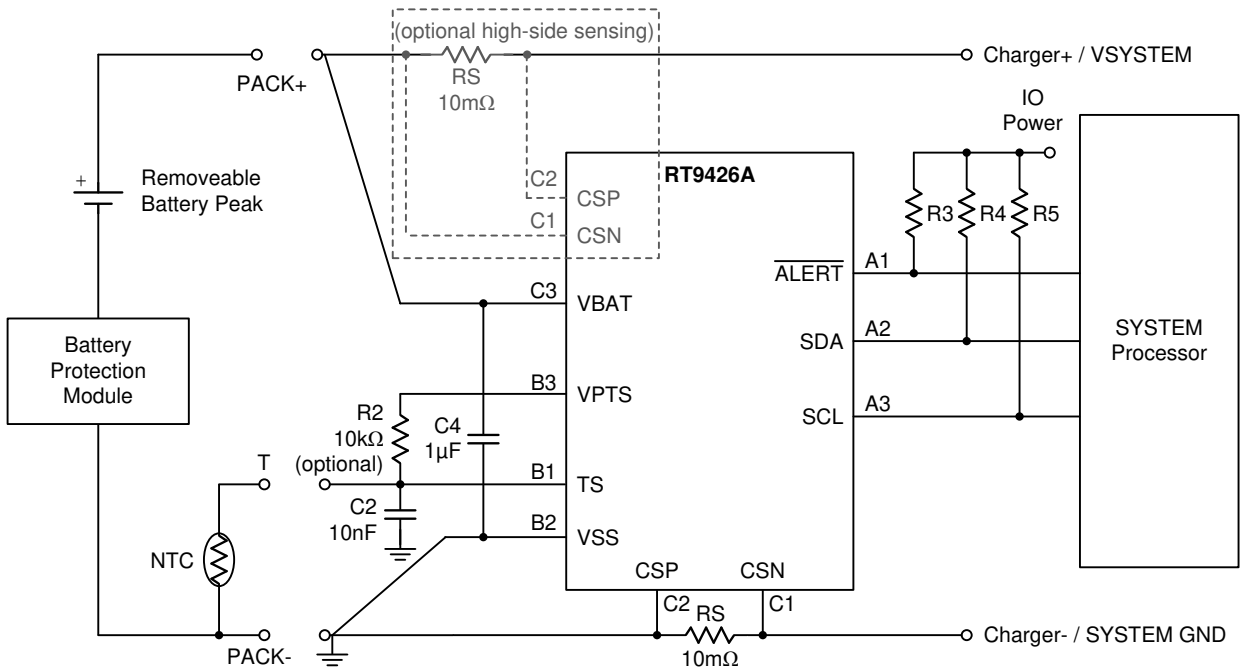 (optional high-side sensing)
PACK+
RS
10mΩ
Charger+ / VSYSTEM
IO
Power
+
Removeable
Battery Peak
RT9426A
C2
CSP
C1
CSN
R3
R4
R5
ALERT
A1
C3
VBAT
SDA
A2
SYSTEM
Processor
Battery
Protection
Module
B3
VPTS
SCL
A3
R2
10kΩ
(optional)
C4
1µF
T
B1
TS
C2
10nF
B2
VSS
NTC
CSP
CSN
C2
RS
C1
10mΩ
PACK-
Charger- / SYSTEM GND